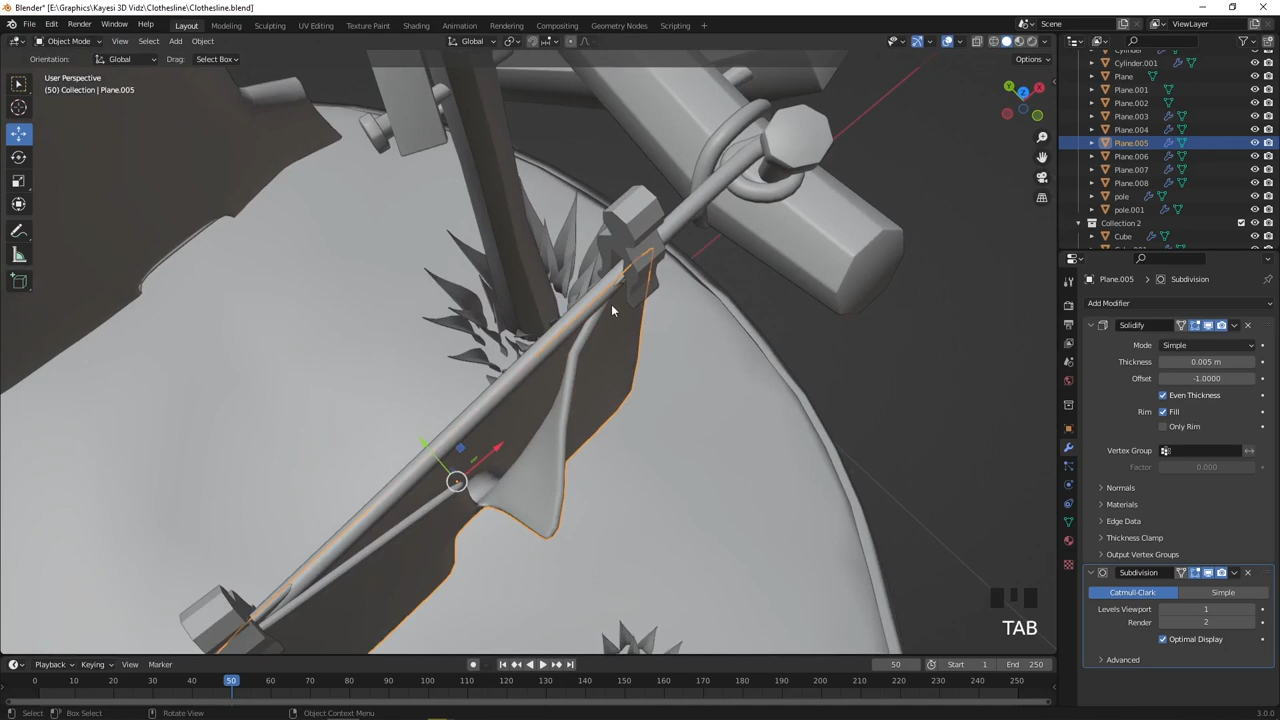 Blender* [E:\Graphics\Kayesi 3D Vidz\Clothesline\Clothesline.blend]
File Edit Render Window Help Layout Modeling Sculpting UV Editing Texture Paint Shading Animation Rendering Compositing Geometry Nodes Scripting + Scene ViewLayer
Object Mode View Select Add Object Global
Orientation: Global Drag: Select Box Options
User Perspective
(50) Collection | Plane.005
Y X Z
Cylinder
Cylinder.001
Plane
Plane.001
Plane.002
Plane.003
Plane.004
Plane.005
Plane.006
Plane.007
Plane.008
pole
pole.001
Collection 2
Cube
Plane.005 > Subdivision
Add Modifier
Solidify
Mode Simple
Thickness 0.005 m
Offset -1.0000
Even Thickness
Rim Fill
Only Rim
Vertex Group
Factor 0.000
Normals
Materials
Edge Data
Thickness Clamp
Output Vertex Groups
Subdivision
Catmull-Clark Simple
Levels Viewport 1
Render 2
Optimal Display
Advanced
TAB
Playback Keying View Marker 50 Start 1 End 250
0 10 20 30 40 50 60 70 80 90 100 110 120 130 140 150 160 170 180 190 200 210 220 230 240 250
Select Box Select Rotate View Object Context Menu 3.0.0